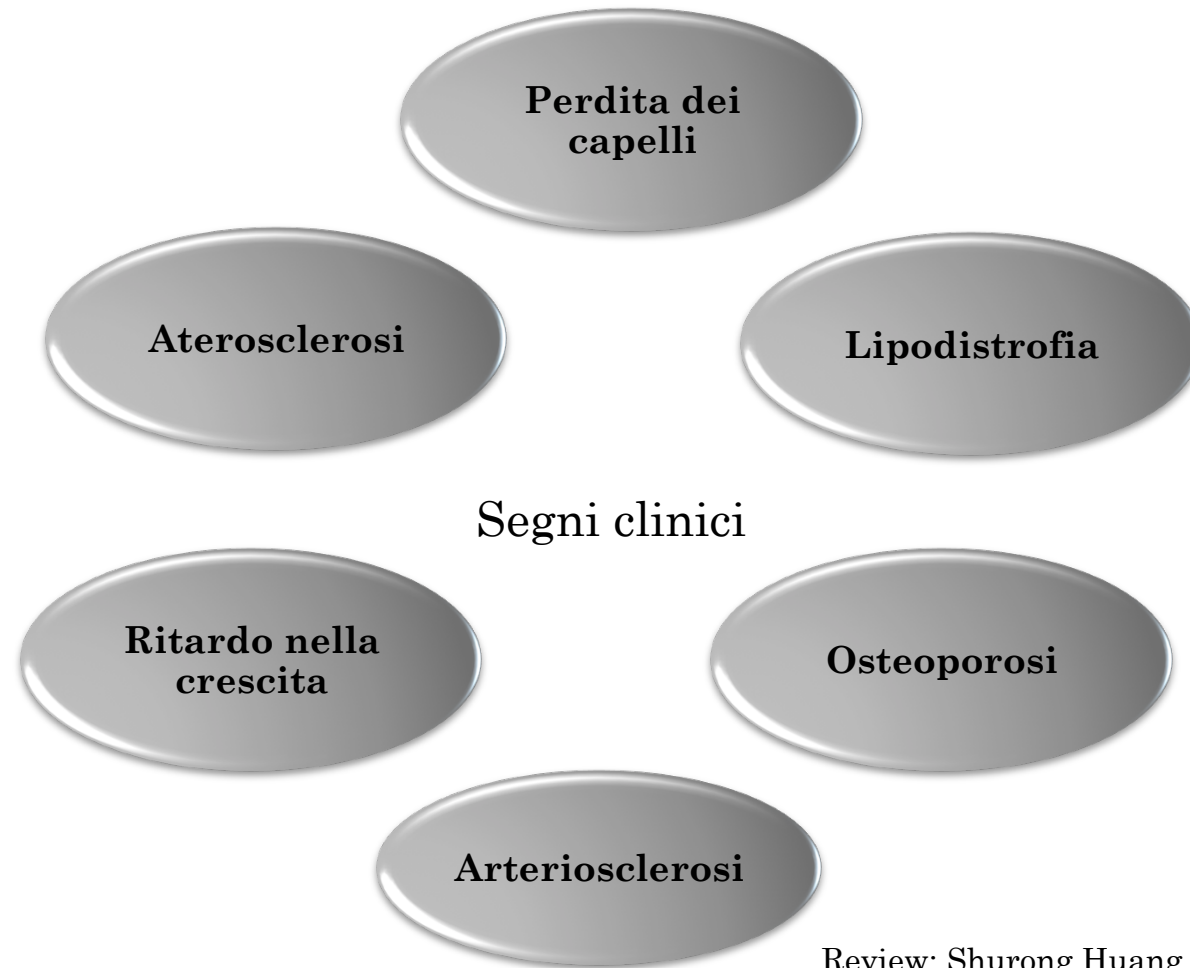 Perdita dei
capelli
Aterosclerosi
Lipodistrofia
Segni clinici
Ritardo nella
crescita
Osteoporosi
Arteriosclerosi
Review: Shurong Huang